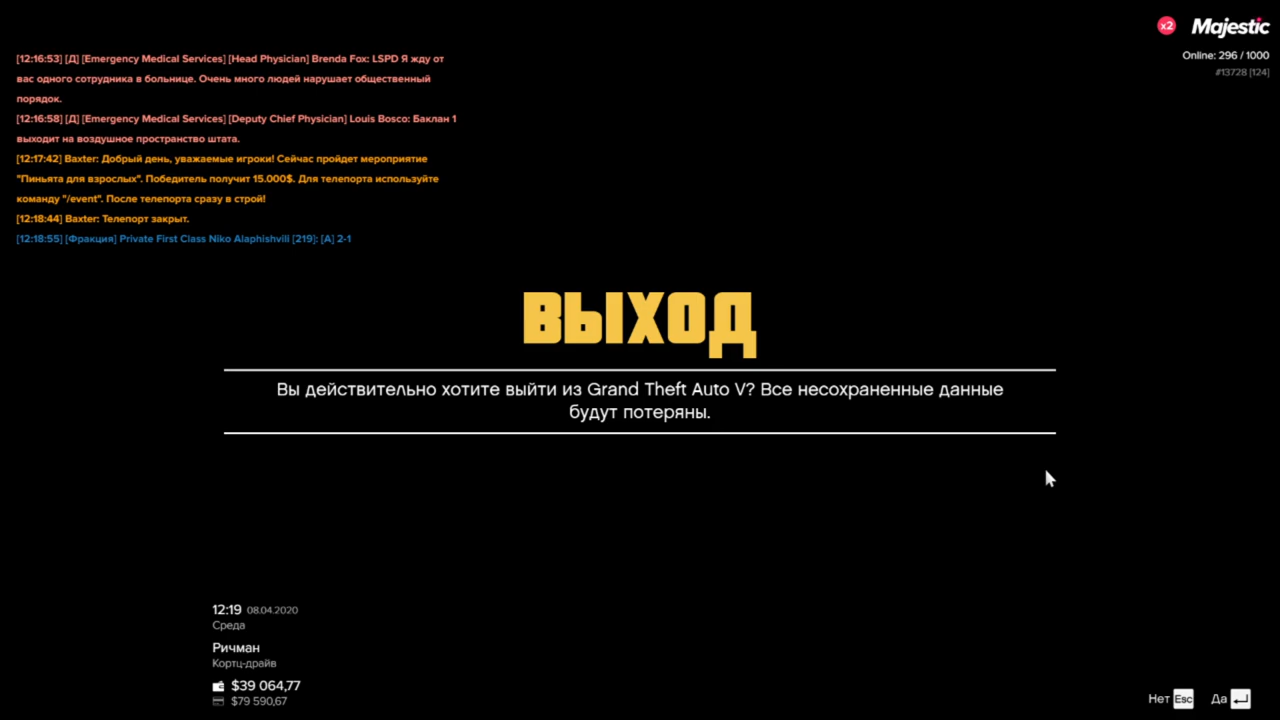 x2 Majestic
Online: 296 / 1000
#13728 [124]
[12:16:53] [Д] [Emergency Medical Services] [Head Physician] Brenda Fox: LSPD Я жду от
вас одного сотрудника в больнице. Очень много людей нарушает общественный
порядок.
[12:16:58] [Д] [Emergency Medical Services] [Deputy Chief Physician] Louis Bosco: Баклан 1
выходит на воздушное пространство штата.
[12:17:42] Baxter: Добрый день, уважаемые игроки! Сейчас пройдет мероприятие
"Пиньята для взрослых". Победитель получит 15.000$. Для телепорта используйте
команду "/event". После телепорта сразу в строй!
[12:18:44] Baxter: Телепорт закрыт.
[12:18:55] [Фракция] Private First Class Niko Alaphishvili [219]: [A] 2-1
ВЫХОД
Вы действительно хотите выйти из Grand Theft Auto V? Все несохраненные данные
будут потеряны.
12:19 08.04.2020
Среда
Ричман
Кортц-драйв
$39 064,77
$79 590,67
Нет Esc Да